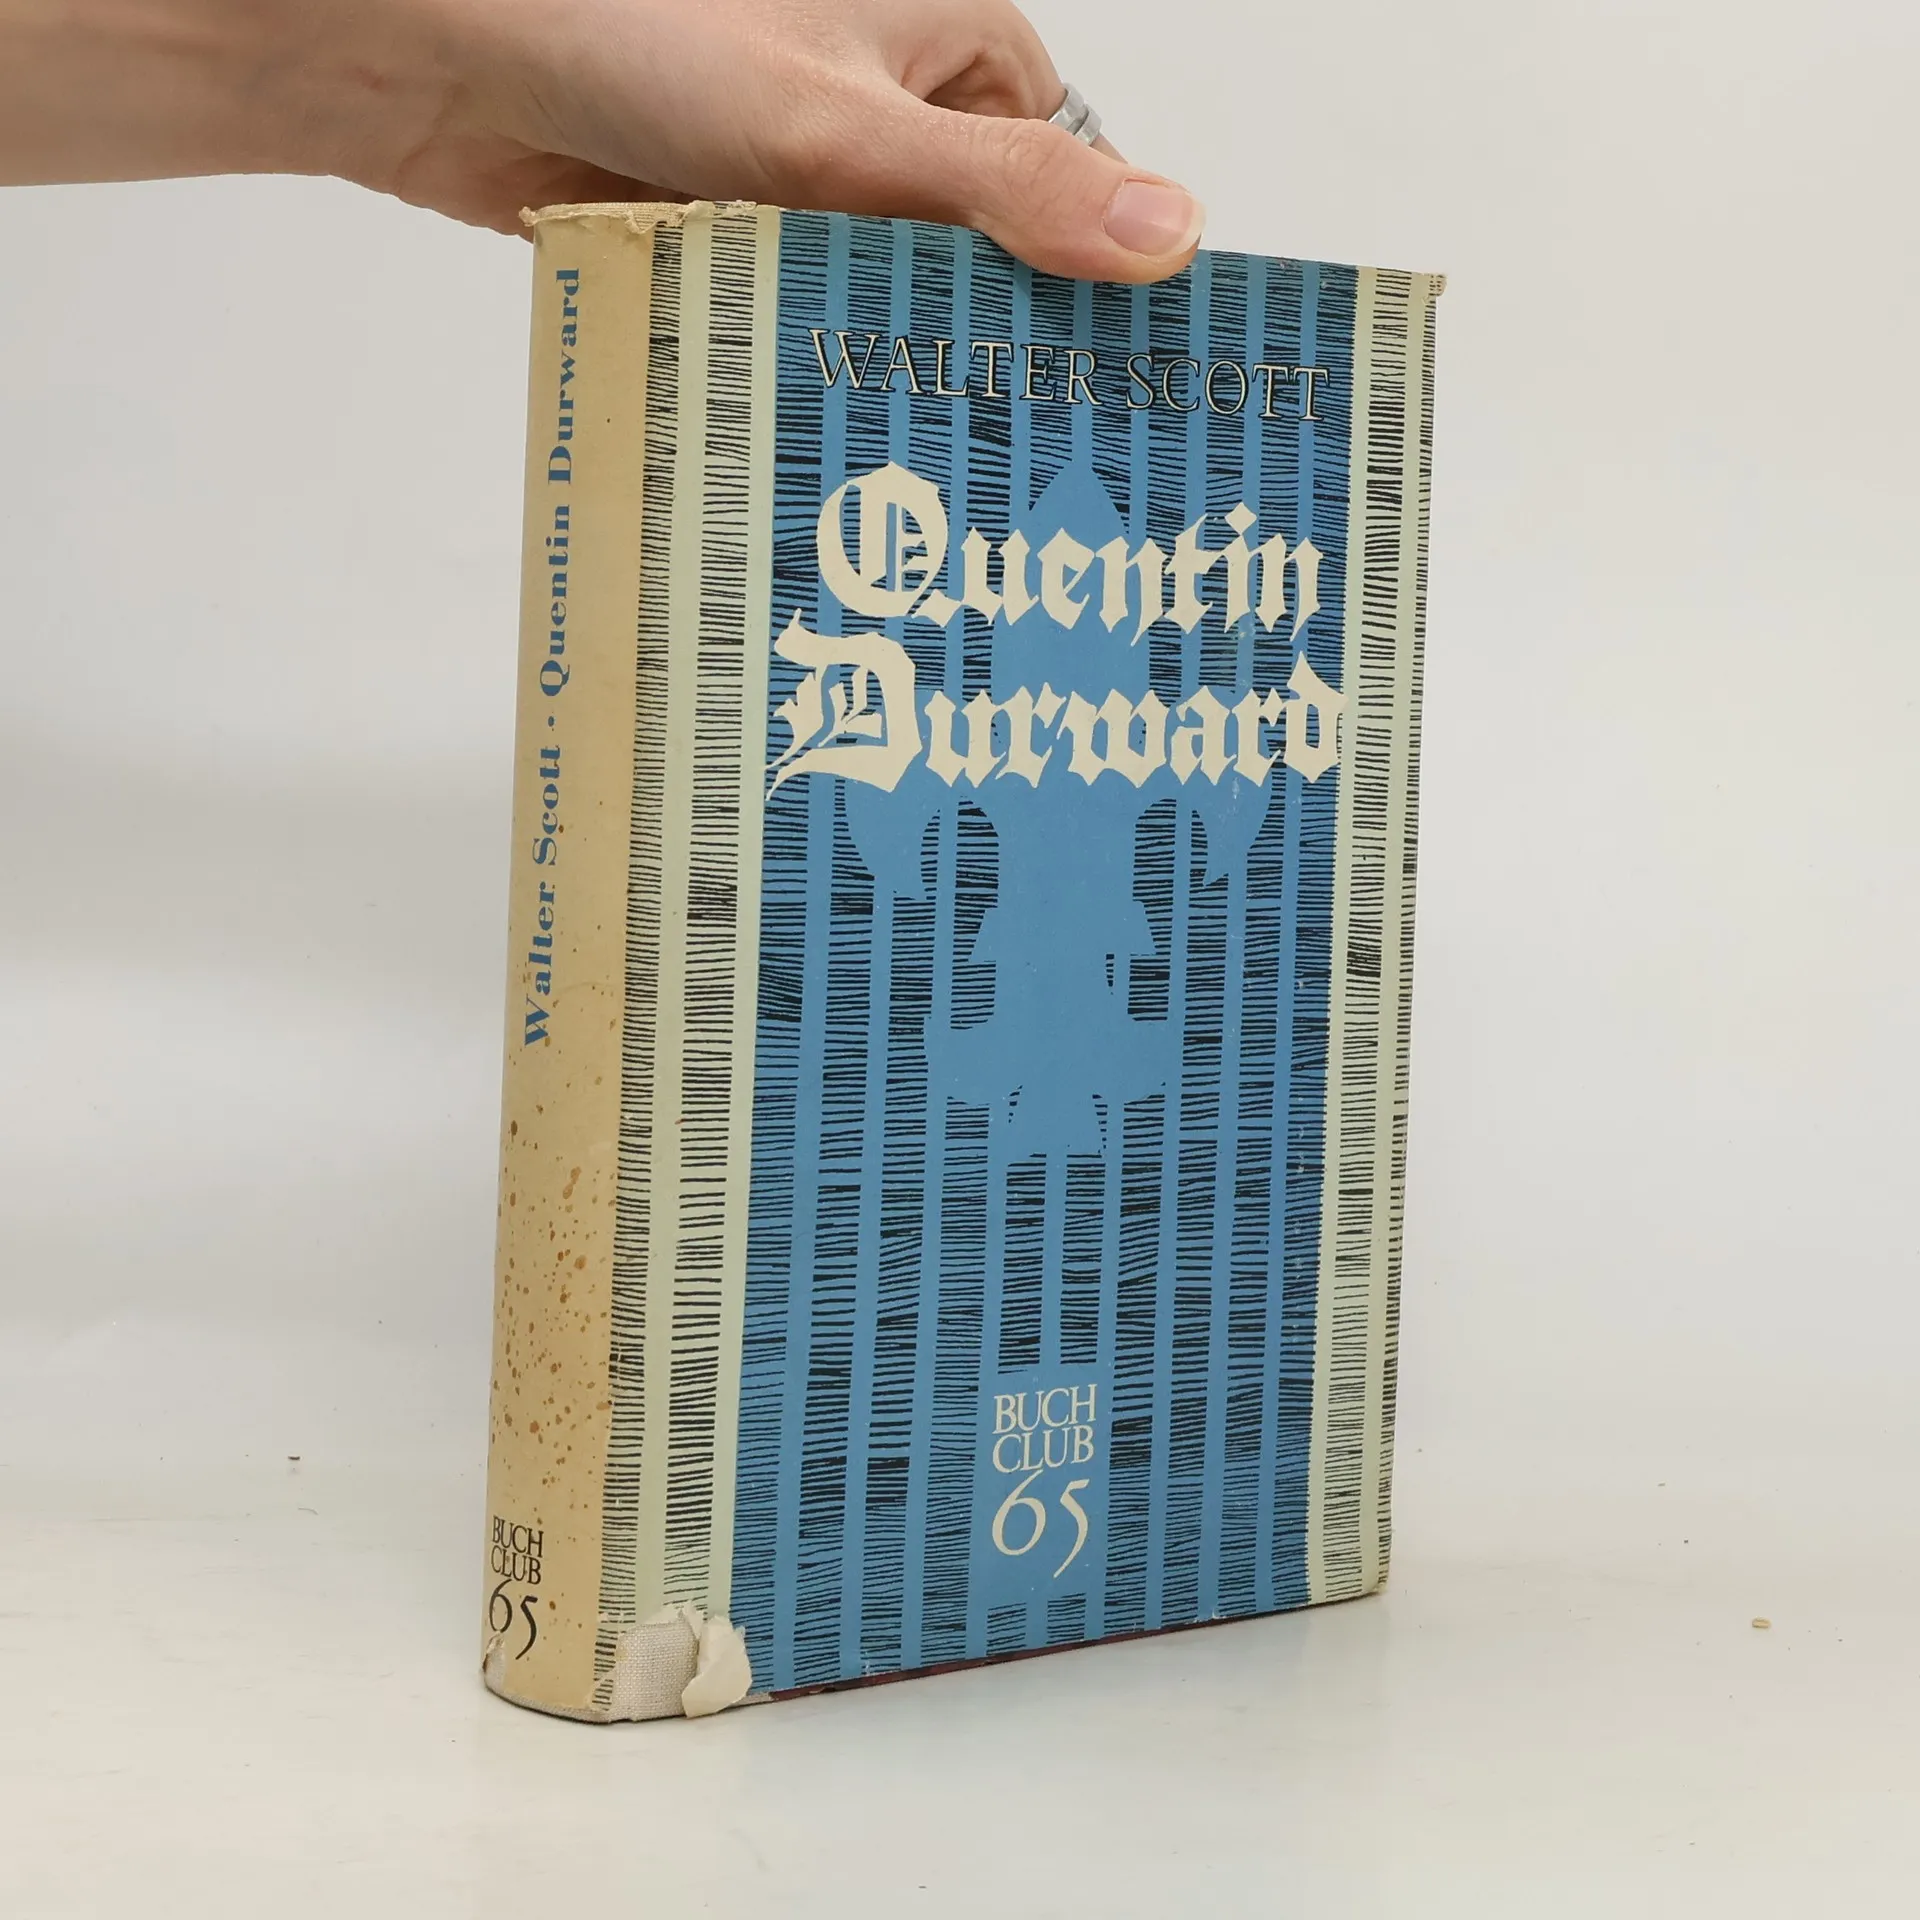 Walter Scott · Quentin Durward
BUCH
CLUB
65
WALTER SCOTT
Quentin
Durward
BUCH
CLUB
65